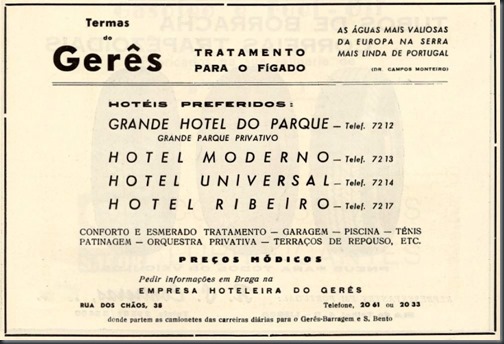 Termas
do
Gerês
TRATAMENTO
PARA O FÍGADO
AS ÁGUAS MAIS VALIOSAS
DA EUROPA NA SERRA
MAIS LINDA DE PORTUGAL
(DR. CAMPOS MONTEIRO)
HOTÉIS PREFERIDOS:
GRANDE HOTEL DO PARQUE — Telef. 7212
GRANDE PARQUE PRIVATIVO
HOTEL MODERNO — Telef. 7213
HOTEL UNIVERSAL — Telef. 7214
HOTEL RIBEIRO — Telef. 7217
CONFORTO E ESMERADO TRATAMENTO — GARAGEM — PISCINA — TÉNIS
PATINAGEM — ORQUESTRA PRIVATIVA — TERRAÇOS DE REPOUSO, ETC.
PREÇOS MÓDICOS
Pedir informações em Braga na
EMPRESA HOTELEIRA DO GERÊS
RUA DOS CHÃOS, 38
Telefone, 2061 ou 2033
donde partem as camionetes das carreiras diárias para o Gerês-Barragem e S. Bento